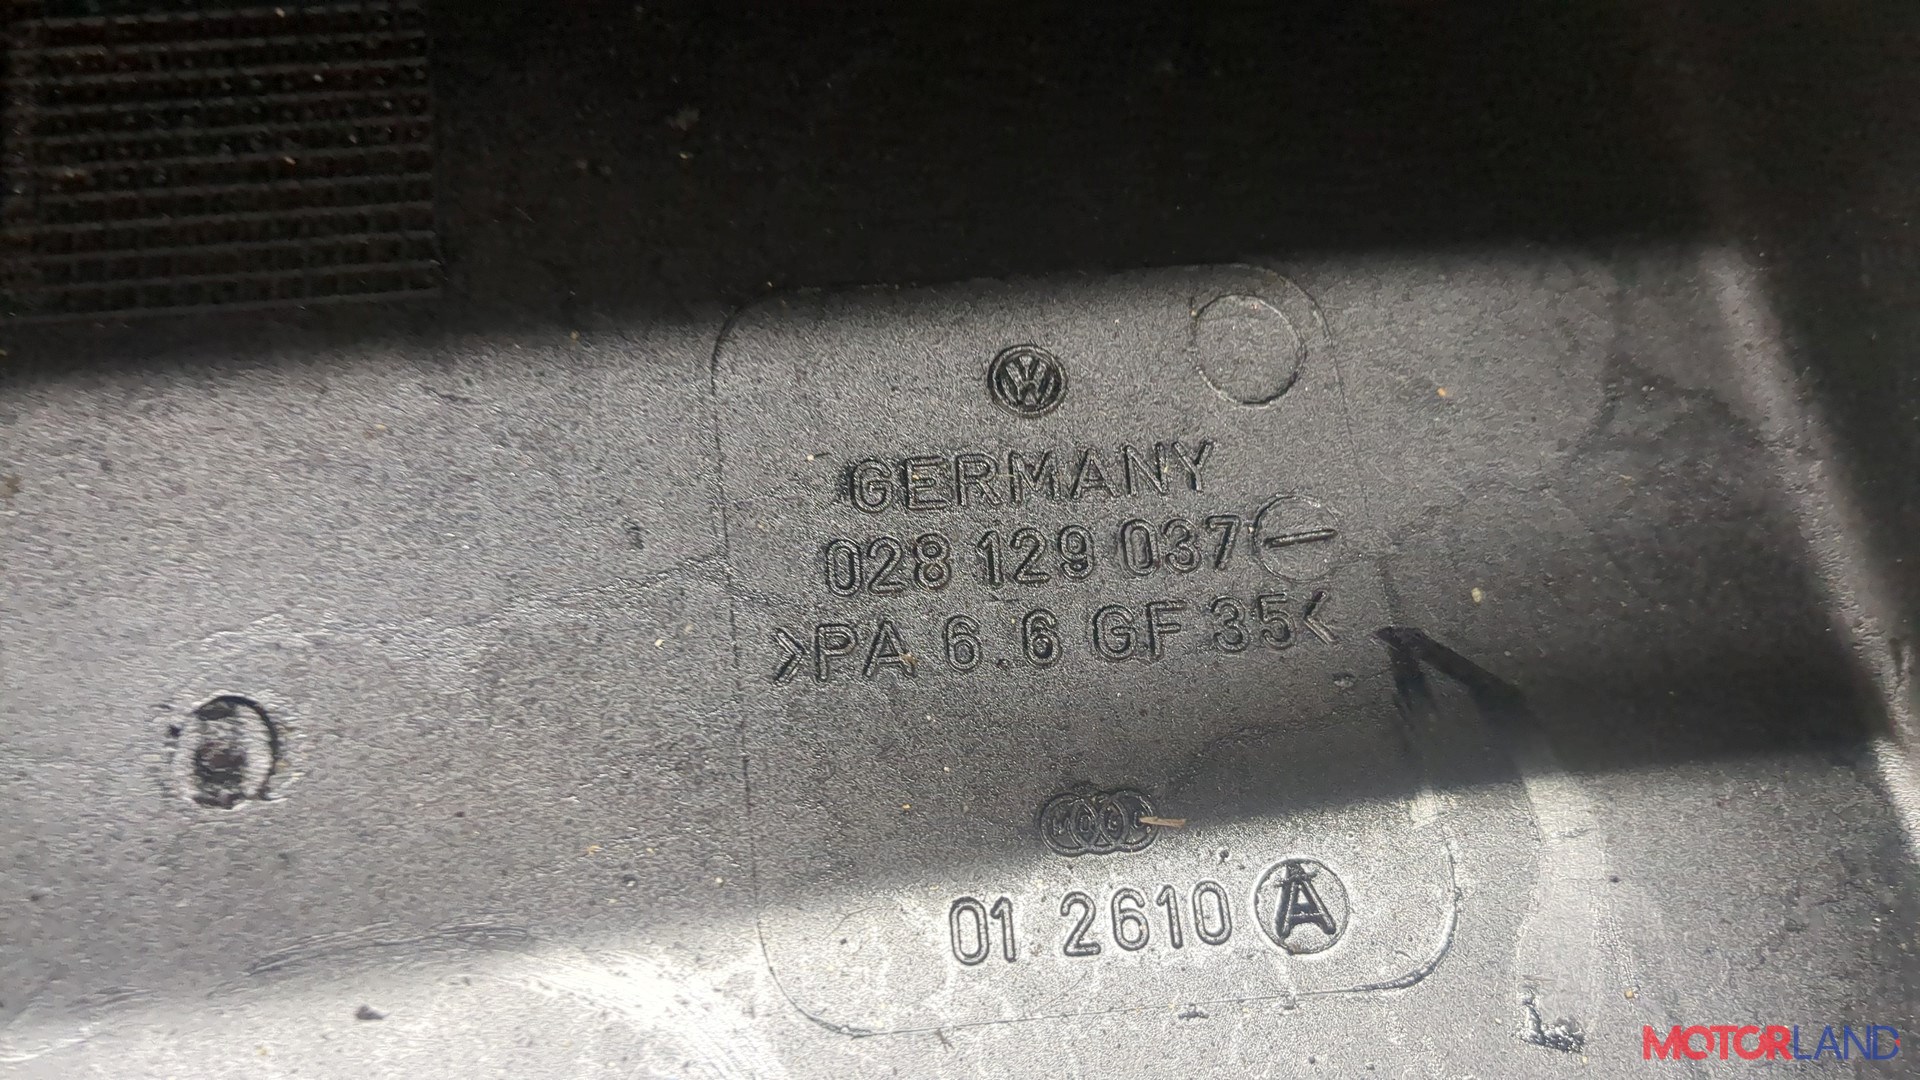 GERMANY
028 129 037 –
>PA 6.6 GF 35<
01 2610 A
MOTORLAND